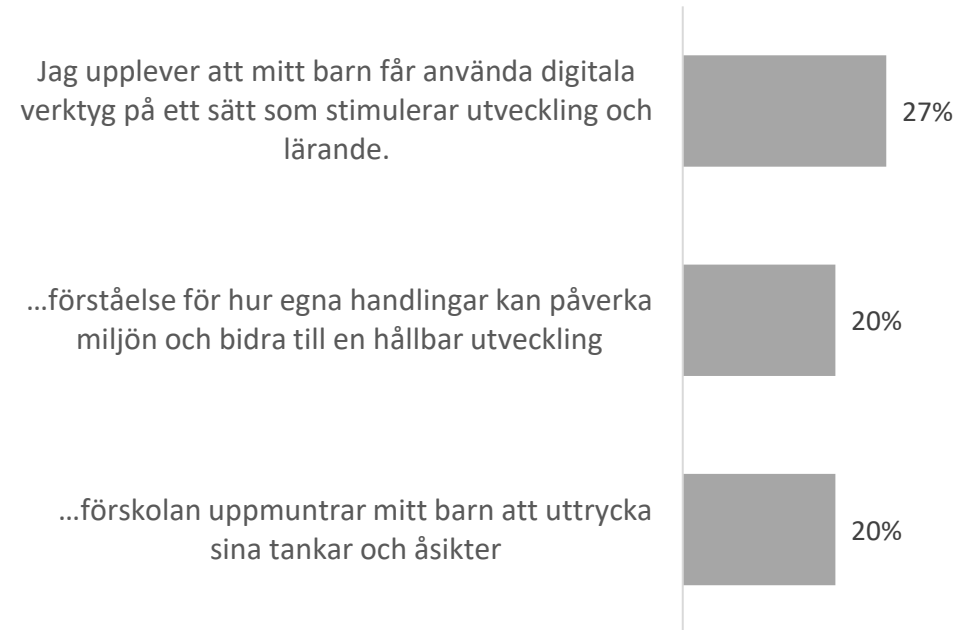 Jag upplever att mitt barn får använda digitala
verktyg på ett sätt som stimulerar utveckling och
lärande.
27%
...förståelse för hur egna handlingar kan påverka
miljön och bidra till en hållbar utveckling
20%
...förskolan uppmuntrar mitt barn att uttrycka
sina tankar och åsikter
20%